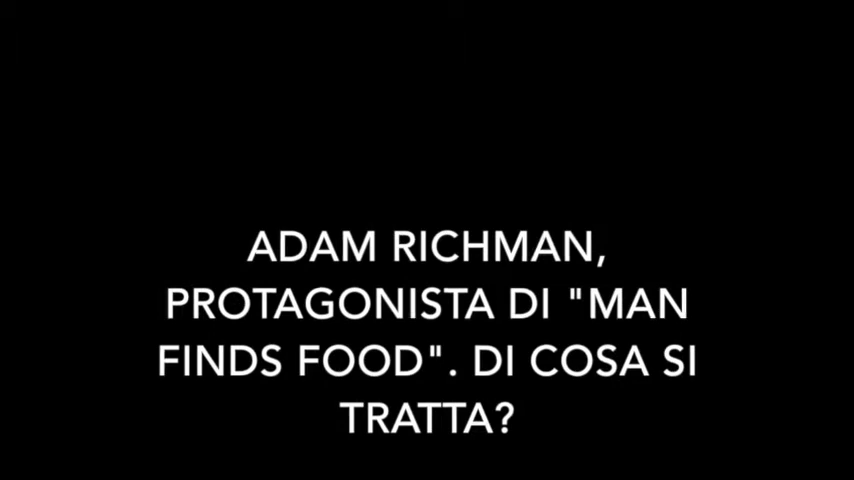 ADAM RICHMAN,
PROTAGONISTA DI "MAN
FINDS FOOD". DI COSA SI
TRATTA?